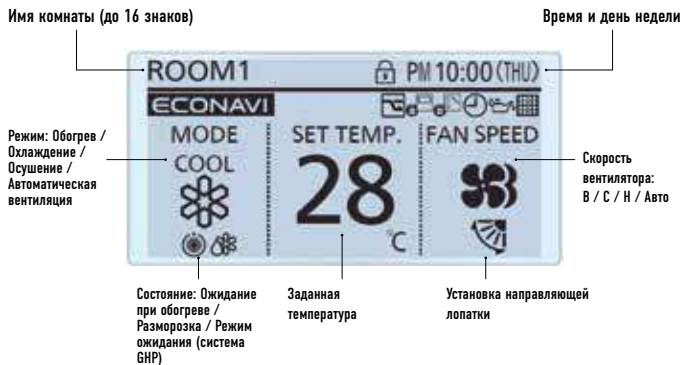 Имя комнаты (до 16 знаков)
Время и день недели
ROOM1 PM 10:00 (THU)
ECONAVI
MODE
COOL
SET TEMP.
28
°C
FAN SPEED
Режим: Обогрев /
Охлаждение /
Осушение /
Автоматическая
вентиляция
Скорость
вентилятора:
В / С / Н / Авто
Состояние: Ожидание
при обогреве /
Разморозка / Режим
ожидания (система
GHP)
Заданная
температура
Установка направляющей
лопатки